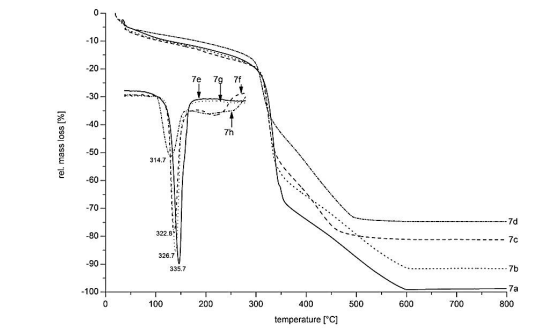 0
-10
-20
-30
-40
-50
-60
-70
-80
-90
-100
rel. mass loss [%]
7e
7g
7f
7h
314.7
322.8
326.7
335.7
7d
7c
7b
7a
0 100 200 300 400 500 600 700 800
temperature [°C]